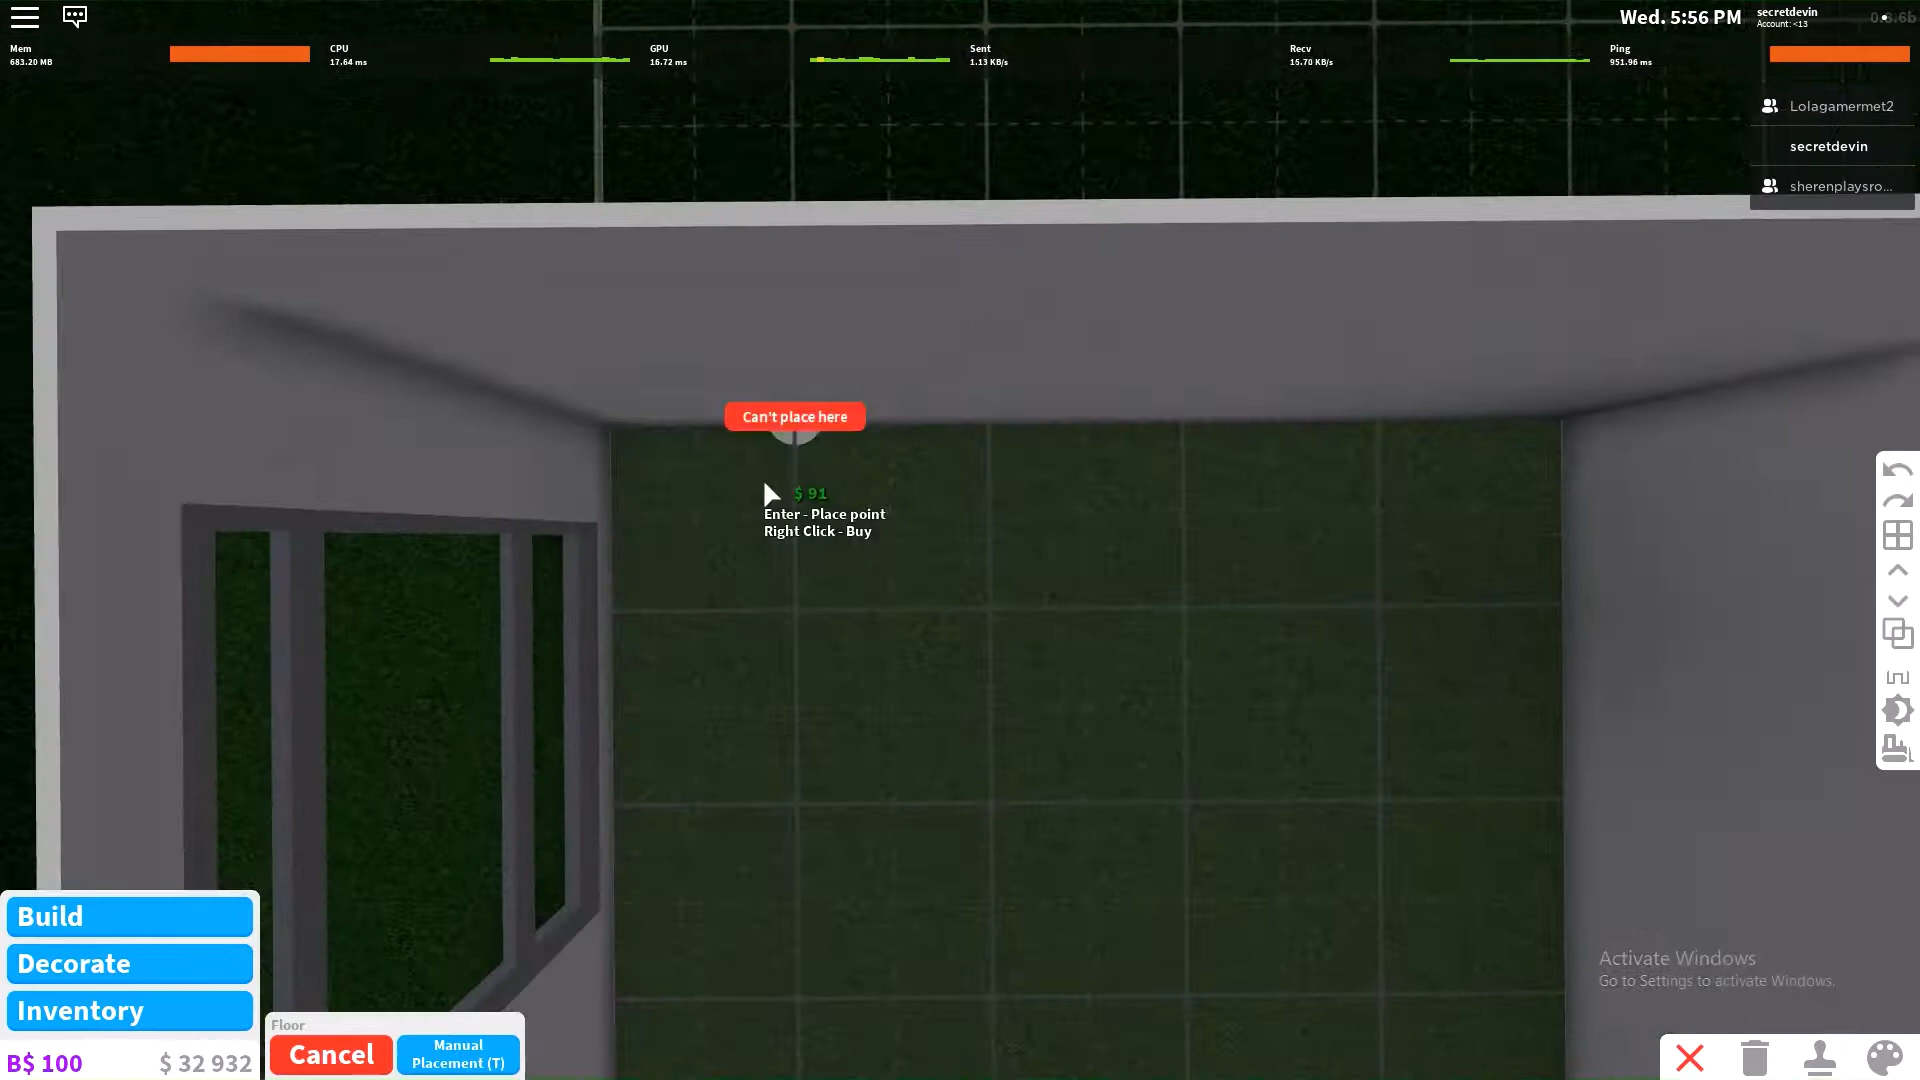 Wed. 5:56 PM
secretdevin
Account: <13
Mem
683.20 MB
CPU
17.64 ms
GPU
16.72 ms
Sent
1.13 KB/s
Recv
15.70 KB/s
Ping
951.96 ms
Lolagamermet2
secretdevin
sherenplaysro...
Can't place here
$ 91
Enter - Place point
Right Click - Buy
Build
Decorate
Inventory
B$ 100
$ 32 932
Floor
Cancel
Manual
Placement (T)
Activate Windows
Go to Settings to activate Windows.